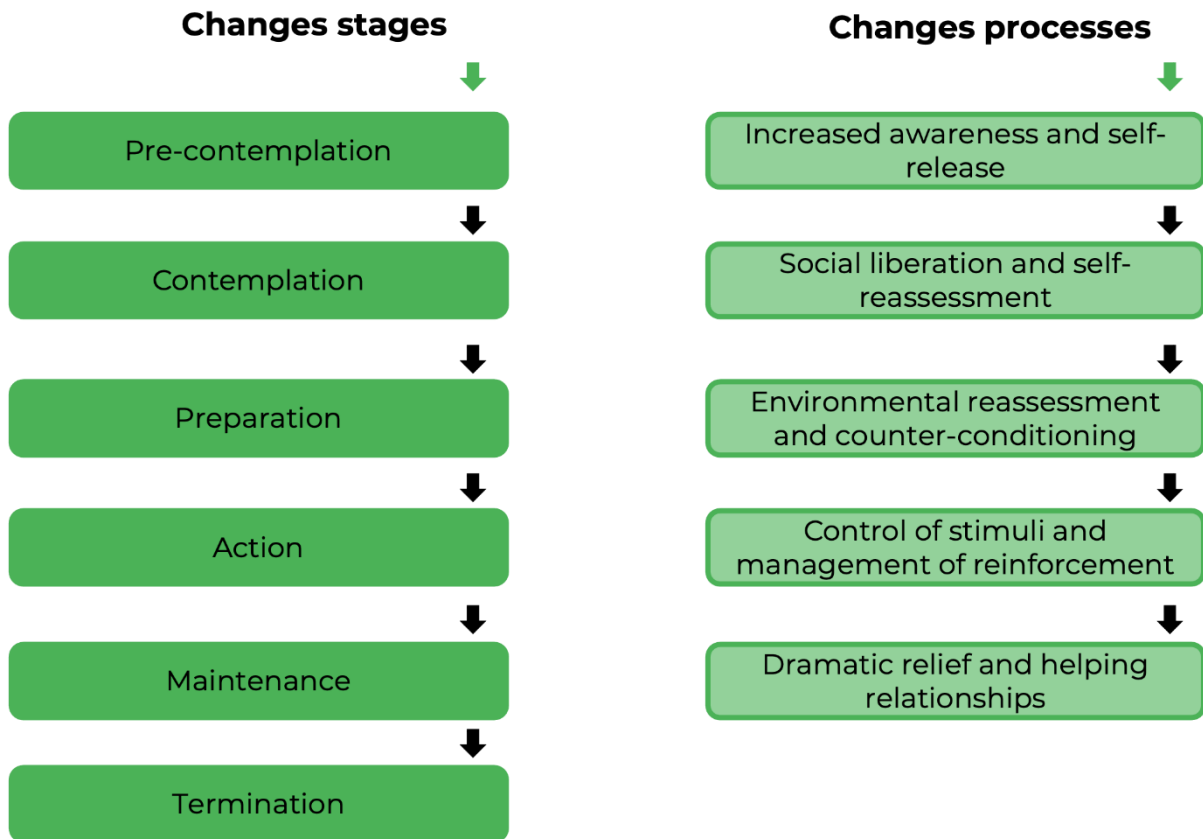 Changes stages
Pre-contemplation
Contemplation
Preparation
Action
Maintenance
Termination
Changes processes
Increased awareness and self-
release
Social liberation and self-
reassessment
Environmental reassessment
and counter-conditioning
Control of stimuli and
management of reinforcement
Dramatic relief and helping
relationships